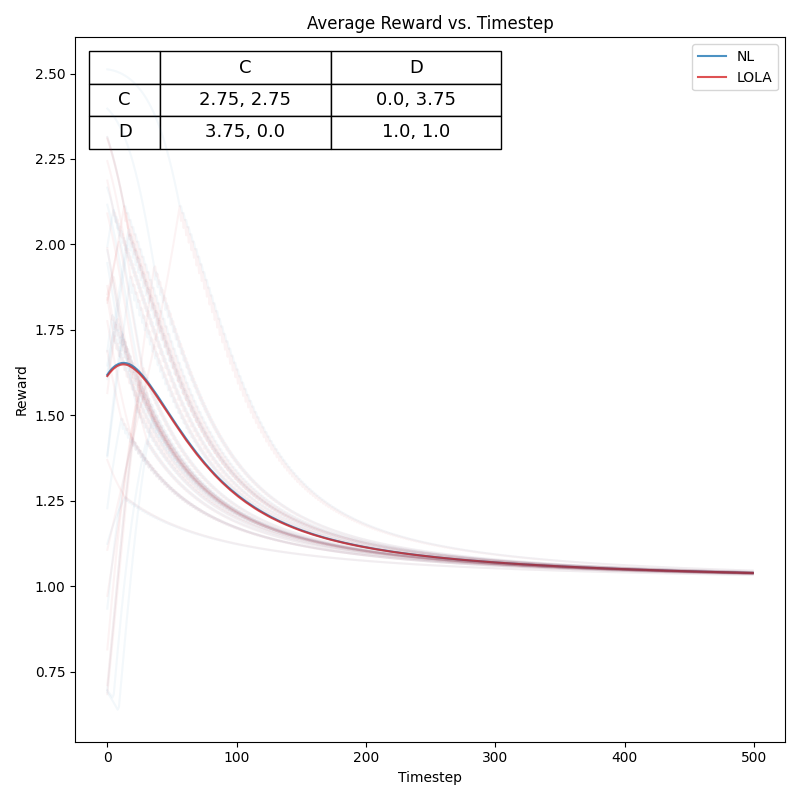 Average Reward vs. Timestep
C D
C 2.75, 2.75 0.0, 3.75
D 3.75, 0.0 1.0, 1.0
NL
LOLA
2.50
2.25
2.00
1.75
1.50
1.25
1.00
0.75
Reward
0 100 200 300 400 500
Timestep